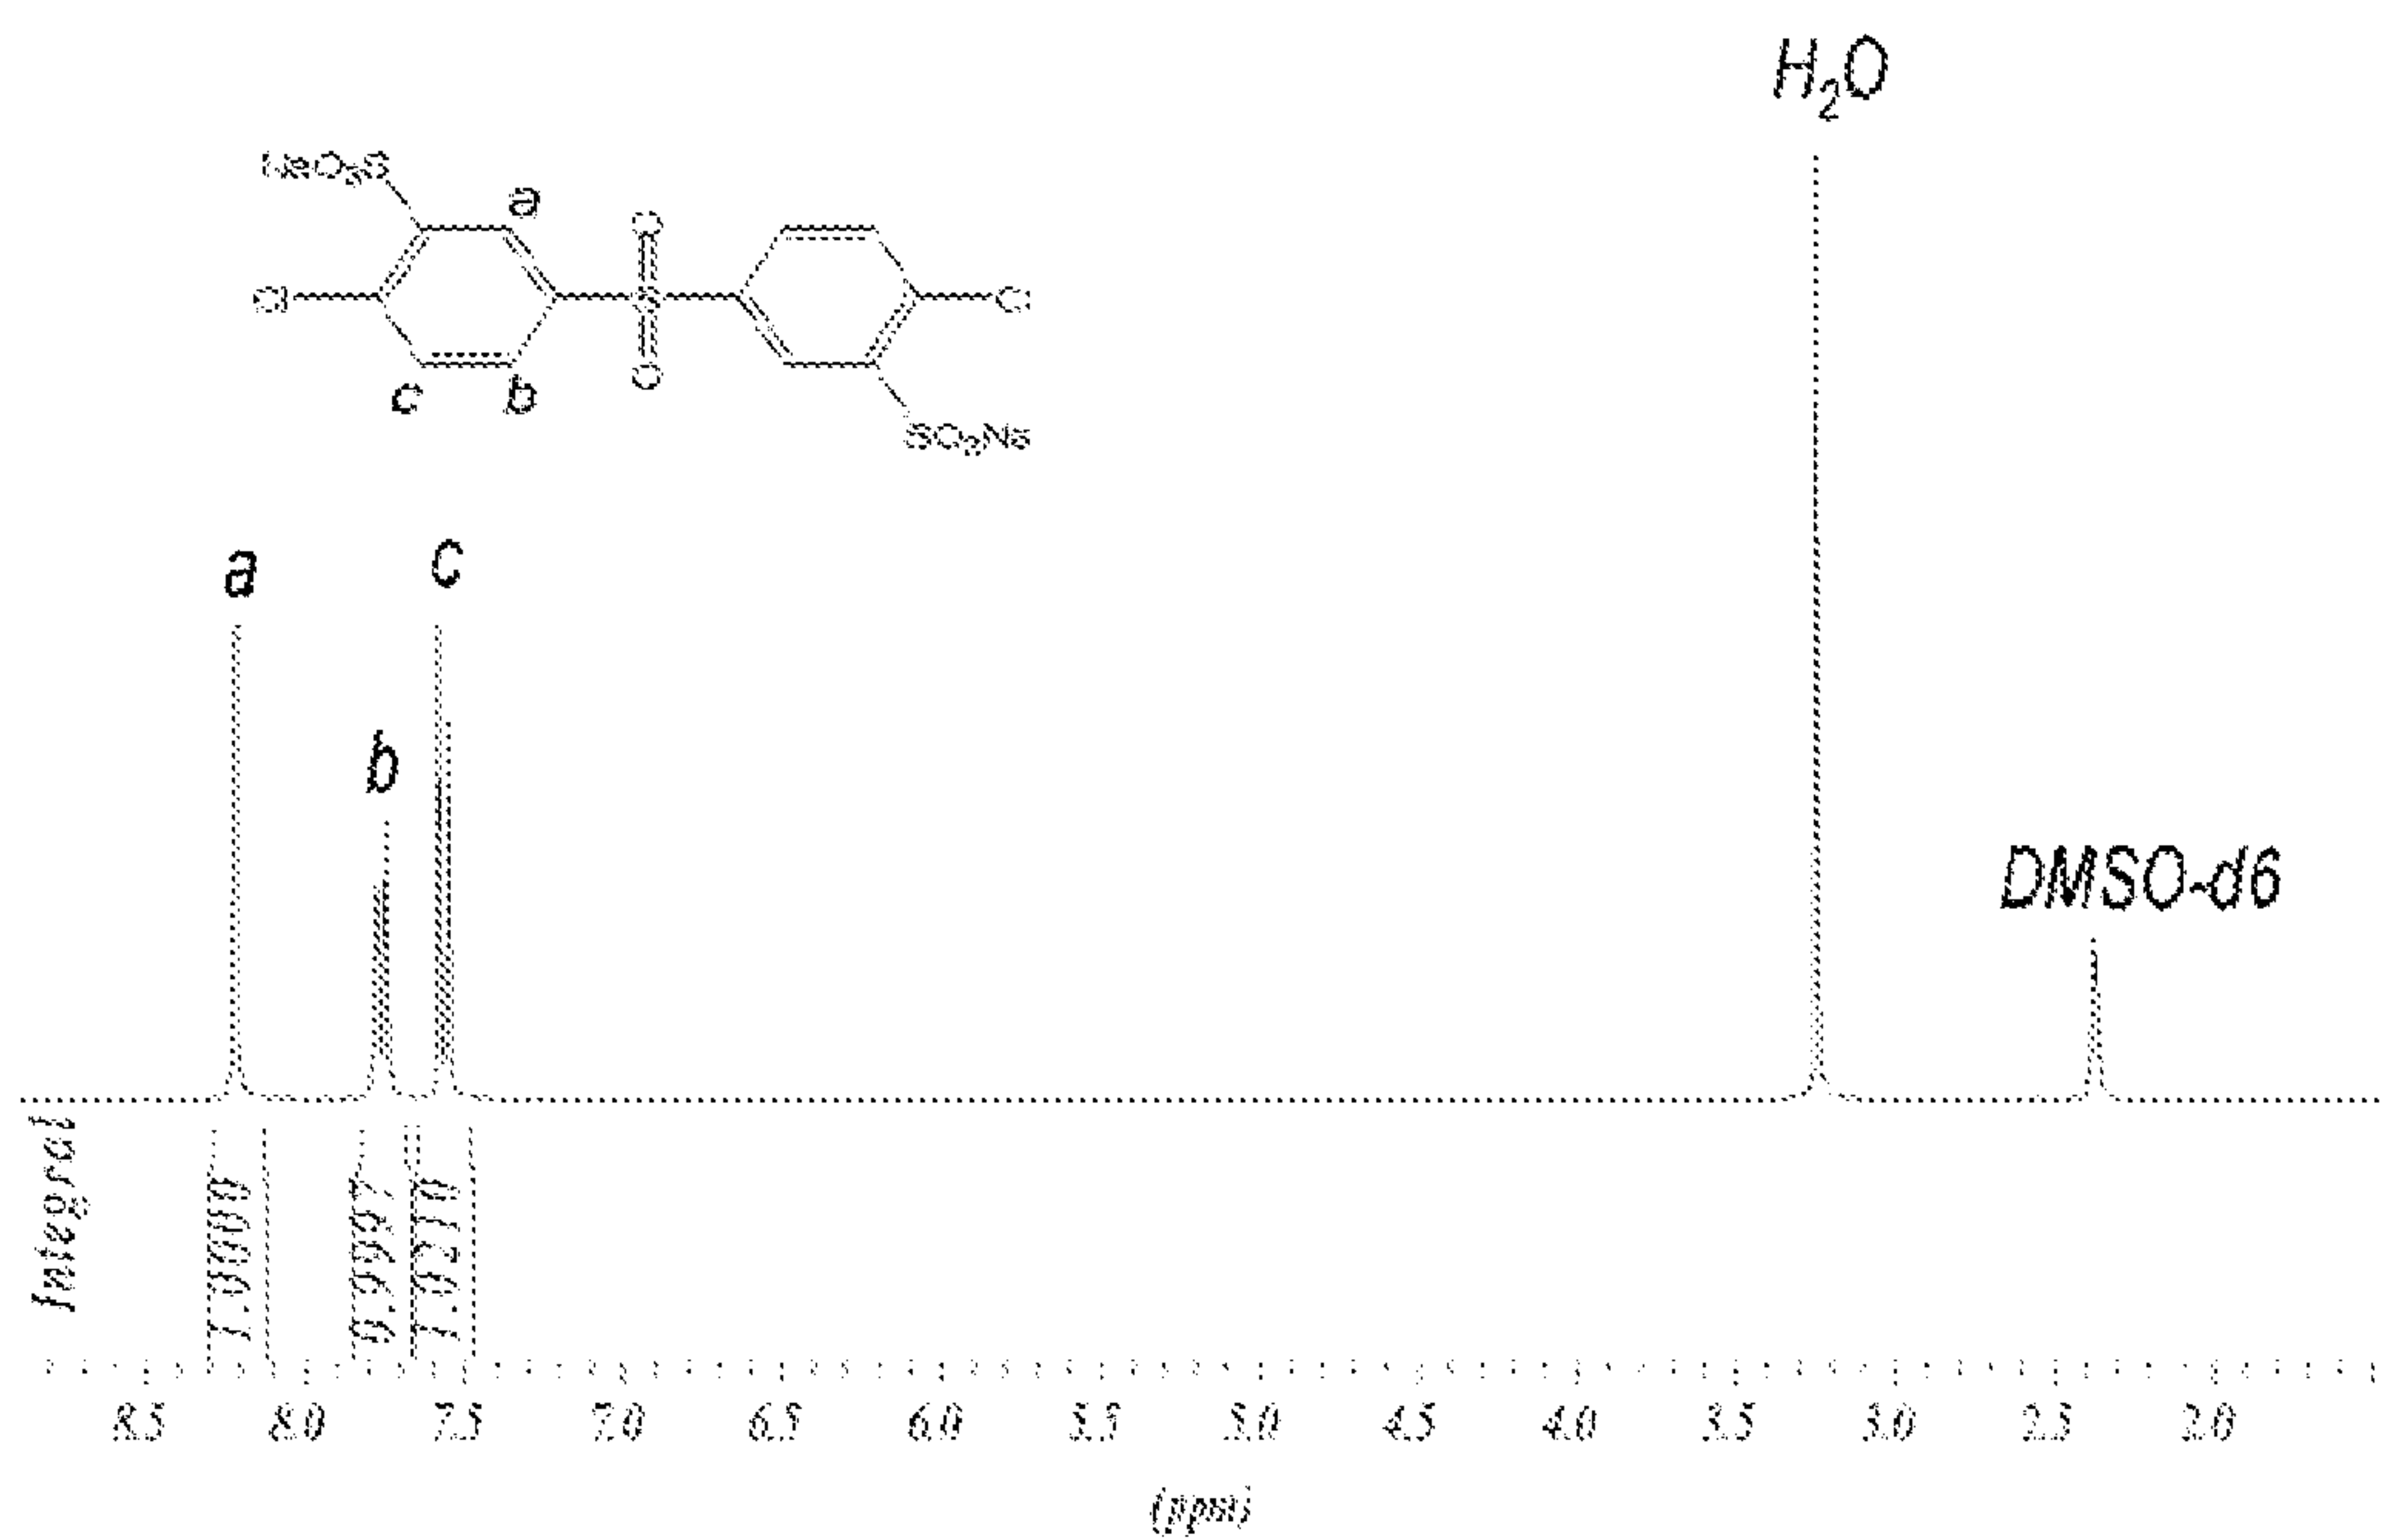 H₂O
a
O
Cl
S
Cl
c
b
O
SO₃Na
a
c
b
DMSO-d6
Integral
1.0000
0.9997
1.0210
8.5 8.0 7.5 7.0 6.5 6.0 5.5 5.0 4.5 4.0 3.5 3.0 2.5 2.0
(ppm)